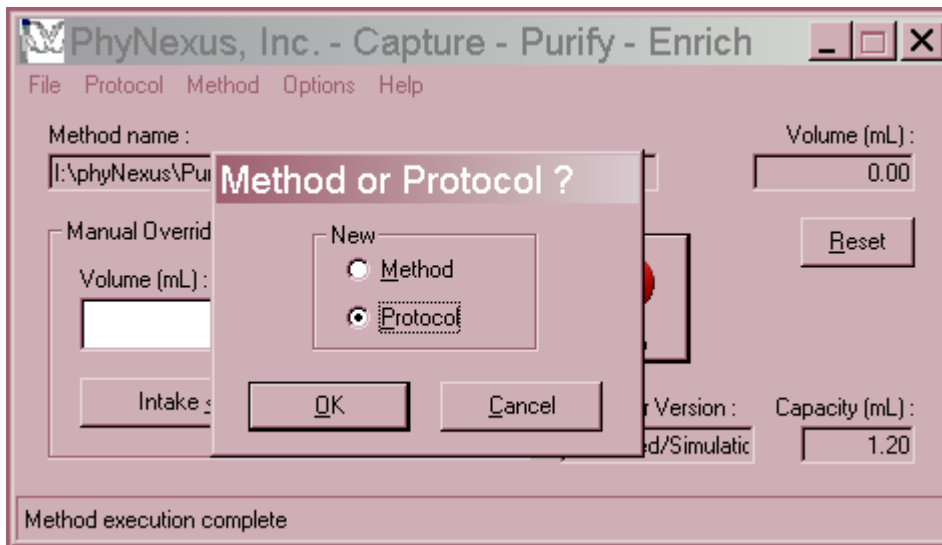 PhyNexus, Inc. - Capture - Purify - Enrich
File Protocol Method Options Help
Method name :
Volume (mL) :
I:\phyNexus\Pur
0.00
Method or Protocol ?
Manual Overrid
New
Reset
Volume (mL) :
Method
Protocol
Intake
OK
Cancel
r Version :
Capacity (mL) :
ed/Simulatic
1.20
Method execution complete